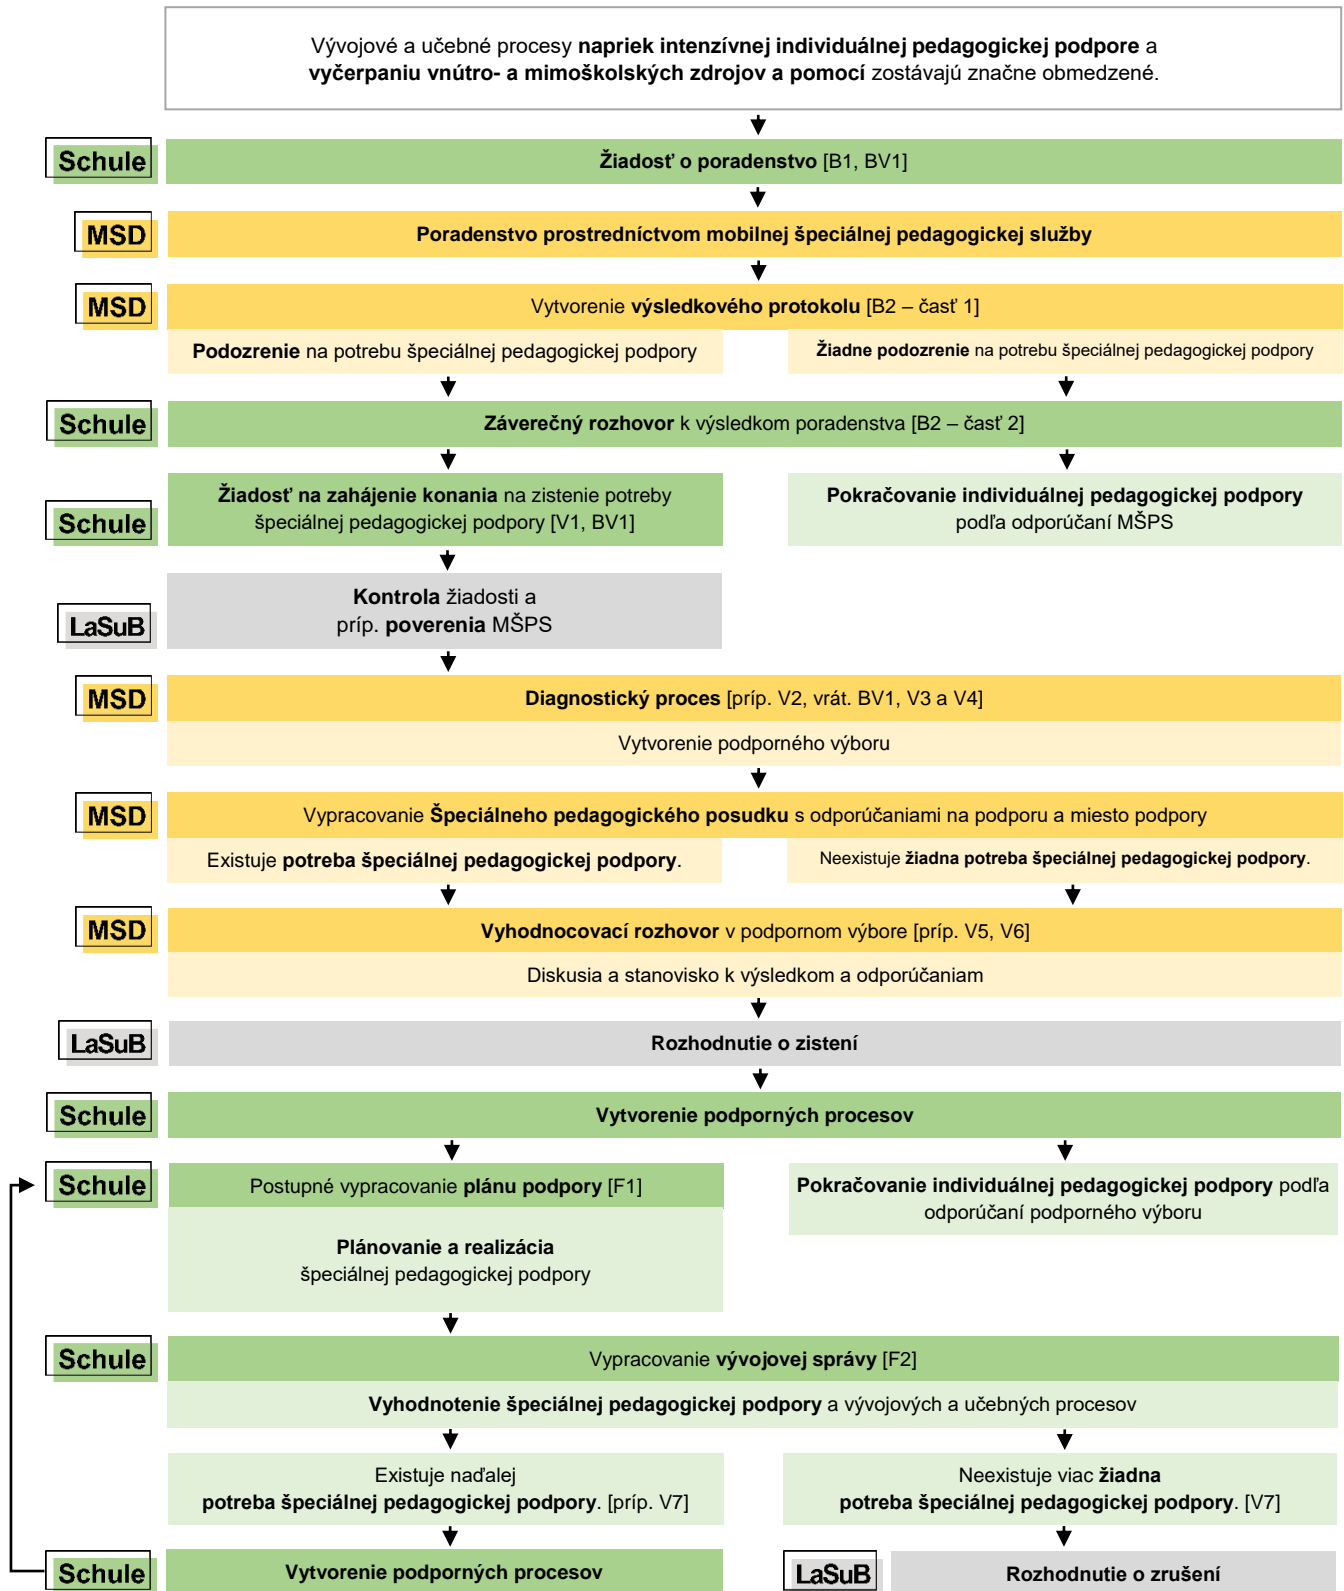 Vývojové a učebné procesy napriek intenzívnej individuálnej pedagogickej podpore a
vyčerpaniu vnútro- a mimoškolských zdrojov a pomocí zostávajú značne obmedzené.
Schule
Žiadosť o poradenstvo [B1, BV1]
MSD
Poradenstvo prostredníctvom mobilnej špeciálnej pedagogickej služby
MSD
Vytvorenie výsledkového protokolu [B2 – časť 1]
Podozrenie na potrebu špeciálnej pedagogickej podpory
Žiadne podozrenie na potrebu špeciálnej pedagogickej podpory
Schule
Záverečný rozhovor k výsledkom poradenstva [B2 – časť 2]
Schule
Žiadosť na zahájenie konania na zistenie potreby
špeciálnej pedagogickej podpory [V1, BV1]
Pokračovanie individuálnej pedagogickej podpory
podľa odporúčaní MŠPS
LaSuB
Kontrola žiadosti a
príp. poverenia MŠPS
MSD
Diagnostický proces [príp. V2, vrát. BV1, V3 a V4]
Vytvorenie podporného výboru
MSD
Vypracovanie Špeciálneho pedagogického posudku s odporúčaniami na podporu a miesto podpory
Existuje potreba špeciálnej pedagogickej podpory.
Neexistuje žiadna potreba špeciálnej pedagogickej podpory.
MSD
Vyhodnocovací rozhovor v podpornom výbore [príp. V5, V6]
Diskusia a stanovisko k výsledkom a odporúčaniam
LaSuB
Rozhodnutie o zistení
Schule
Vytvorenie podporných procesov
Schule
Postupné vypracovanie plánu podpory [F1]
Plánovanie a realizácia
špeciálnej pedagogickej podpory
Pokračovanie individuálnej pedagogickej podpory podľa
odporúčaní podporného výboru
Schule
Vypracovanie vývojovej správy [F2]
Vyhodnotenie špeciálnej pedagogickej podpory a vývojových a učebných procesov
Existuje naďalej
potreba špeciálnej pedagogickej podpory. [príp. V7]
Neexistuje viac žiadna
potreba špeciálnej pedagogickej podpory. [V7]
Schule
Vytvorenie podporných procesov
LaSuB
Rozhodnutie o zrušení